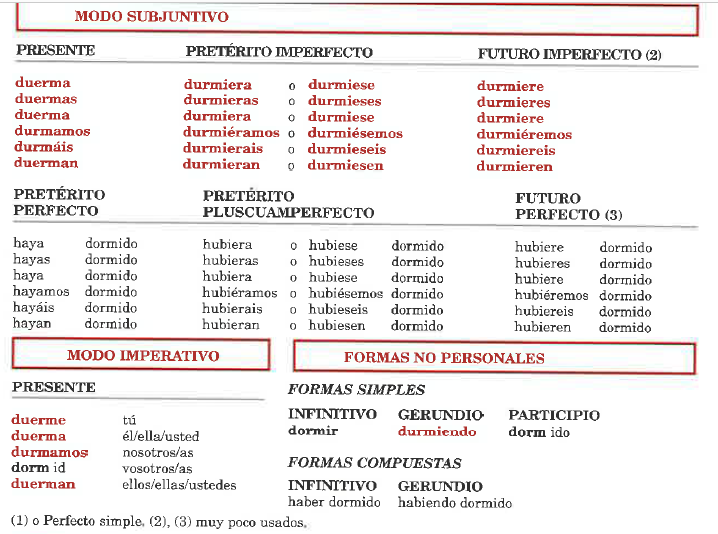 MODO SUBJUNTIVO
PRESENTE PRETÉRITO IMPERFECTO FUTURO IMPERFECTO (2)
duerma durmiera o durmiese durmiere
duermas durmieras o durmieses durmieres
duerma durmiera o durmiese durmiere
durmamos durmiéramos o durmiésemos durmiéremos
durmáis durmierais o durmieseis durmiereis
duerman durmieran o durmiesen durmieren
PRETÉRITO PERFECTO PRETÉRITO PLUSCUAMPERFECTO FUTURO PERFECTO (3)
haya dormido hubiera o hubiese dormido hubiere dormido
hayas dormido hubieras o hubieses dormido hubieres dormido
haya dormido hubiera o hubiese dormido hubiere dormido
hayamos dormido hubiéramos o hubiésemos dormido hubiéremos dormido
hayáis dormido hubierais o hubieseis dormido hubiereis dormido
hayan dormido hubieran o hubiesen dormido hubieren dormido
MODO IMPERATIVO
PRESENTE
duerme tú
duerma él/ella/usted
durmamos nosotros/as
dorm id vosotros/as
duerman ellos/ellas/ustedes
FORMAS NO PERSONALES
FORMAS SIMPLES
INFINITIVO GERUNDIO PARTICIPIO
dormir durmiendo dorm ido
FORMAS COMPUESTAS
INFINITIVO GERUNDIO
haber dormido habiendo dormido
(1) o Perfecto simple. (2), (3) muy poco usados.